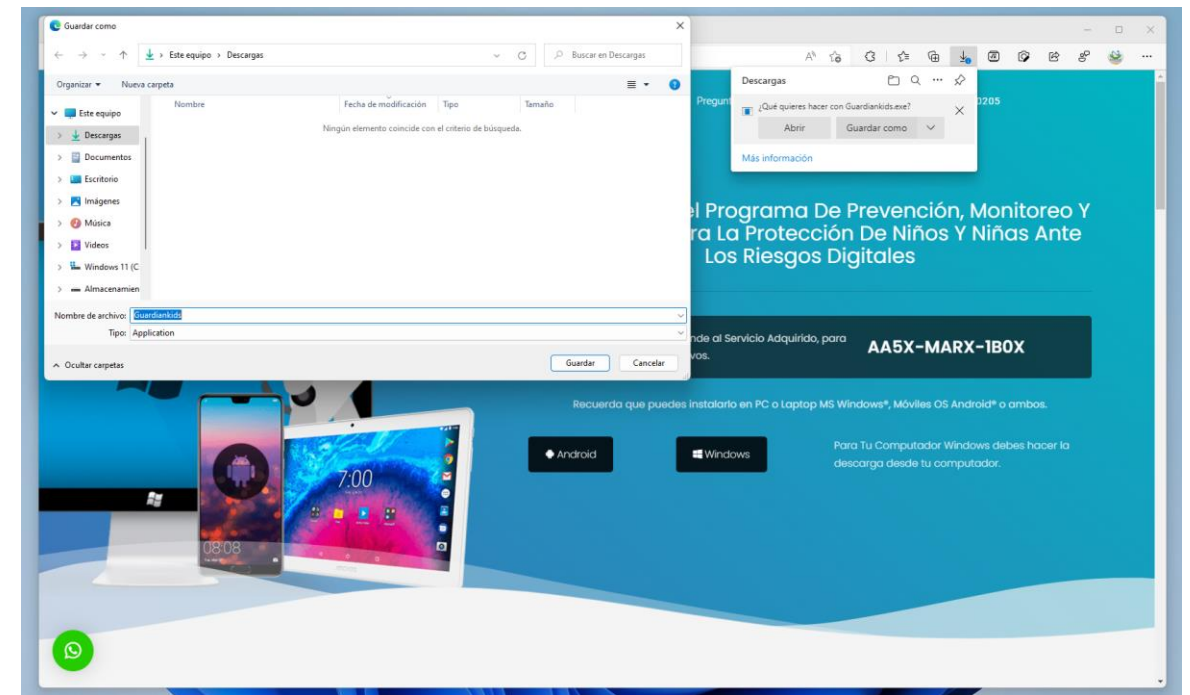 Guardar como
Este equipo > Descargas
Buscar en Descargas
Organizar
Nueva carpeta
Nombre
Fecha de modificación
Tipo
Tamaño
Ningún elemento coincide con el criterio de búsqueda.
Este equipo
Descargas
Documentos
Escritorio
Imágenes
Música
Videos
Windows 11 (C
Almacenamien
Nombre de archivo: Guardiankids
Tipo: Application
Ocultar carpetas
Guardar
Cancelar
Descargas
¿Qué quieres hacer con Guardiankids.exe?
Abrir
Guardar como
Más información
Pregunt
0205
el Programa De Prevención, Monitoreo Y
ra La Protección De Niños Y Niñas Ante
Los Riesgos Digitales
nde al Servicio Adquirido, para
vos.
AA5X-MARX-1B0X
Recuerda que puedes instalarlo en PC o Laptop MS Windows®, Móviles OS Android® o ambos.
Android
Windows
Para Tu Computador Windows debes hacer la
descarga desde tu computador.
7:00
08:08